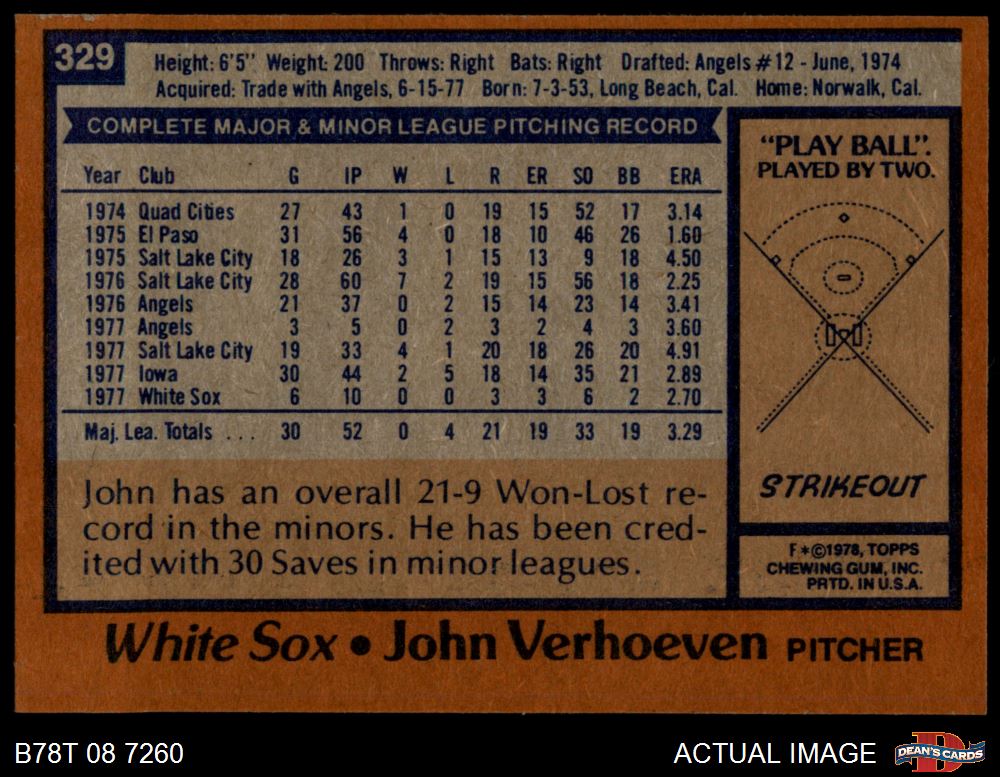 329
Height: 6'5" Weight: 200 Throws: Right Bats: Right Drafted: Angels #12 - June, 1974
Acquired: Trade with Angels, 6-15-77 Born: 7-3-53, Long Beach, Cal. Home: Norwalk, Cal.
COMPLETE MAJOR & MINOR LEAGUE PITCHING RECORD
Year Club G IP W L R ER SO BB ERA
1974 Quad Cities 27 43 1 0 19 15 52 17 3.14
1975 El Paso 31 56 4 0 18 10 46 26 1.60
1975 Salt Lake City 18 26 3 1 15 13 9 18 4.50
1976 Salt Lake City 28 60 7 2 19 15 56 18 2.25
1976 Angels 21 37 0 2 15 14 23 14 3.41
1977 Angels 3 5 0 2 3 2 4 3 3.60
1977 Salt Lake City 19 33 4 1 20 18 26 20 4.91
1977 Iowa 30 44 2 5 18 14 35 21 2.89
1977 White Sox 6 10 0 0 3 3 6 2 2.70
Maj. Lea. Totals . . . 30 52 0 4 21 19 33 19 3.29
John has an overall 21-9 Won-Lost re-
cord in the minors. He has been cred-
ited with 30 Saves in minor leagues.
"PLAY BALL".
PLAYED BY TWO.
STRIKEOUT
F*©1978, TOPPS
CHEWING GUM, INC.
PRTD. IN U.S.A.
White Sox • John Verhoeven PITCHER
B78T 08 7260
ACTUAL IMAGE
D
DEAN'S CARDS